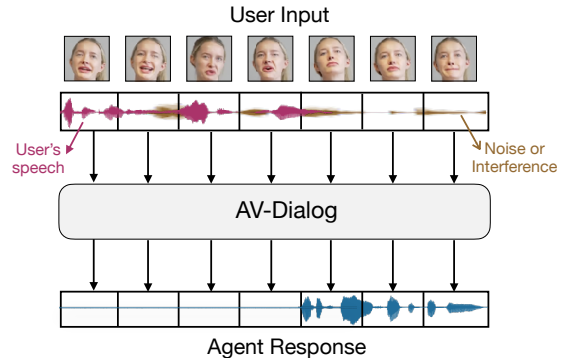 User Input
User's
speech
Noise or
Interference
AV-Dialog
Agent Response